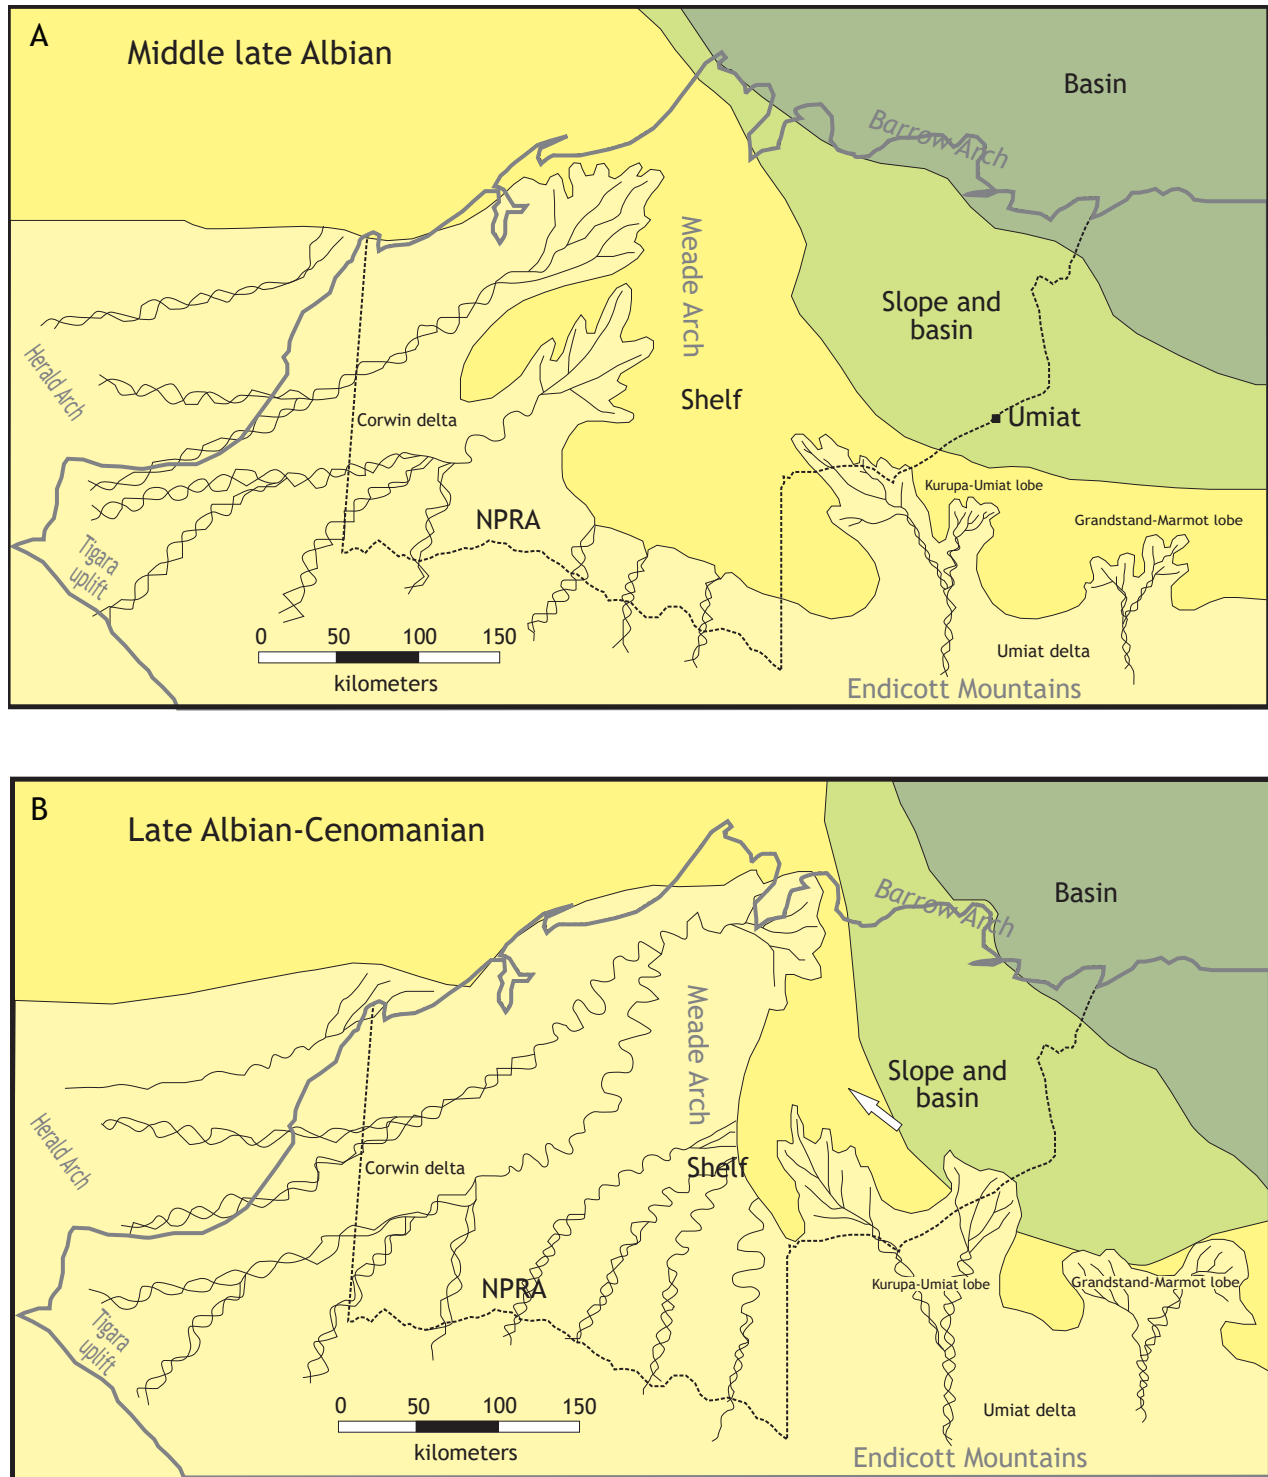 A
Middle late Albian
Basin
Barrow Arch
Meade Arch
Slope and
basin
Herald Arch
Shelf
Corwin delta
Umiat
Kurupa-Umiat lobe
NPRA
Grandstand-Marmot lobe
Tigara
uplift
0 50 100 150
kilometers
Umiat delta
Endicott Mountains
B
Late Albian-Cenomanian
Basin
Barrow Arch
Meade Arch
Slope and
basin
Herald Arch
Corwin delta
Shelf
NPRA
Kurupa-Umiat lobe
Grandstand-Marmot lobe
Tigara
uplift
0 50 100 150
kilometers
Umiat delta
Endicott Mountains